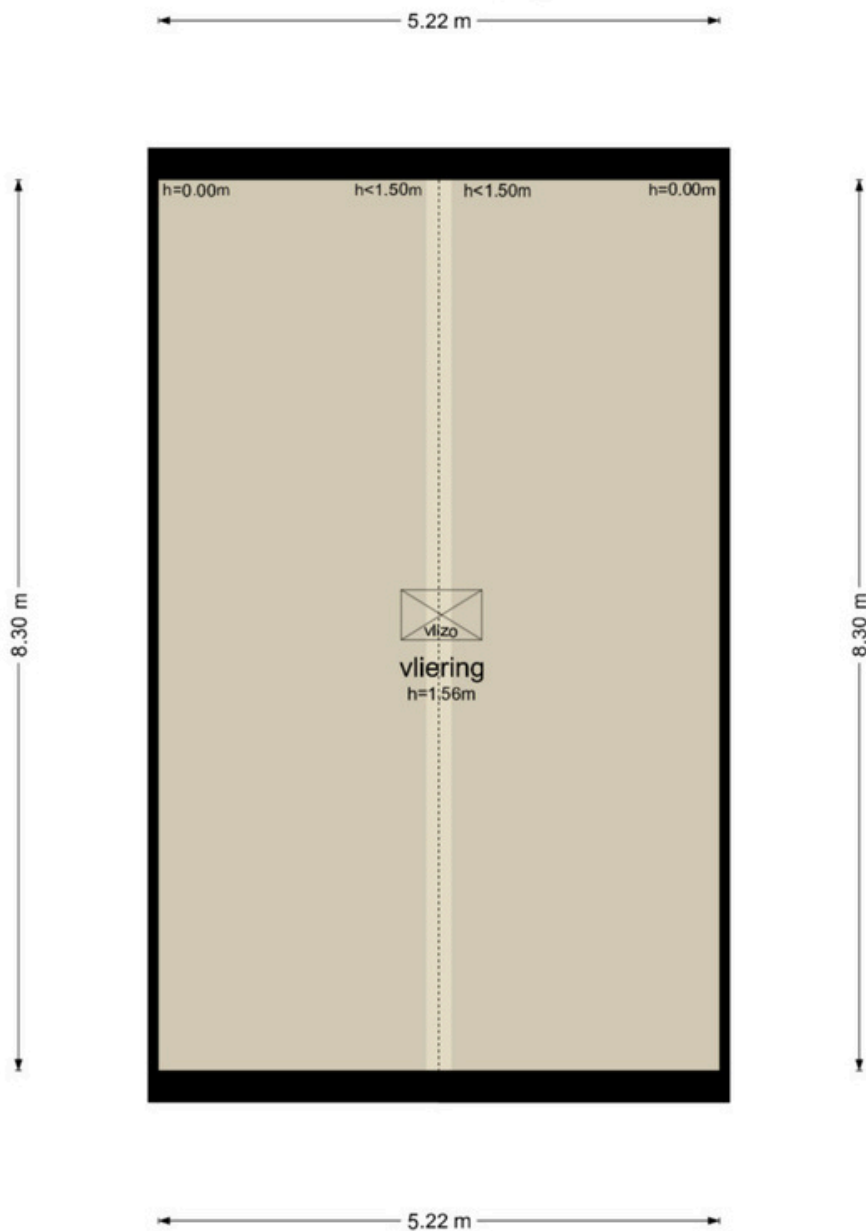 5.22 m
h=0.00m h<1.50m h<1.50m h=0.00m
8.30 m 8.30 m
vlizo
vliering
h=1.56m
5.22 m